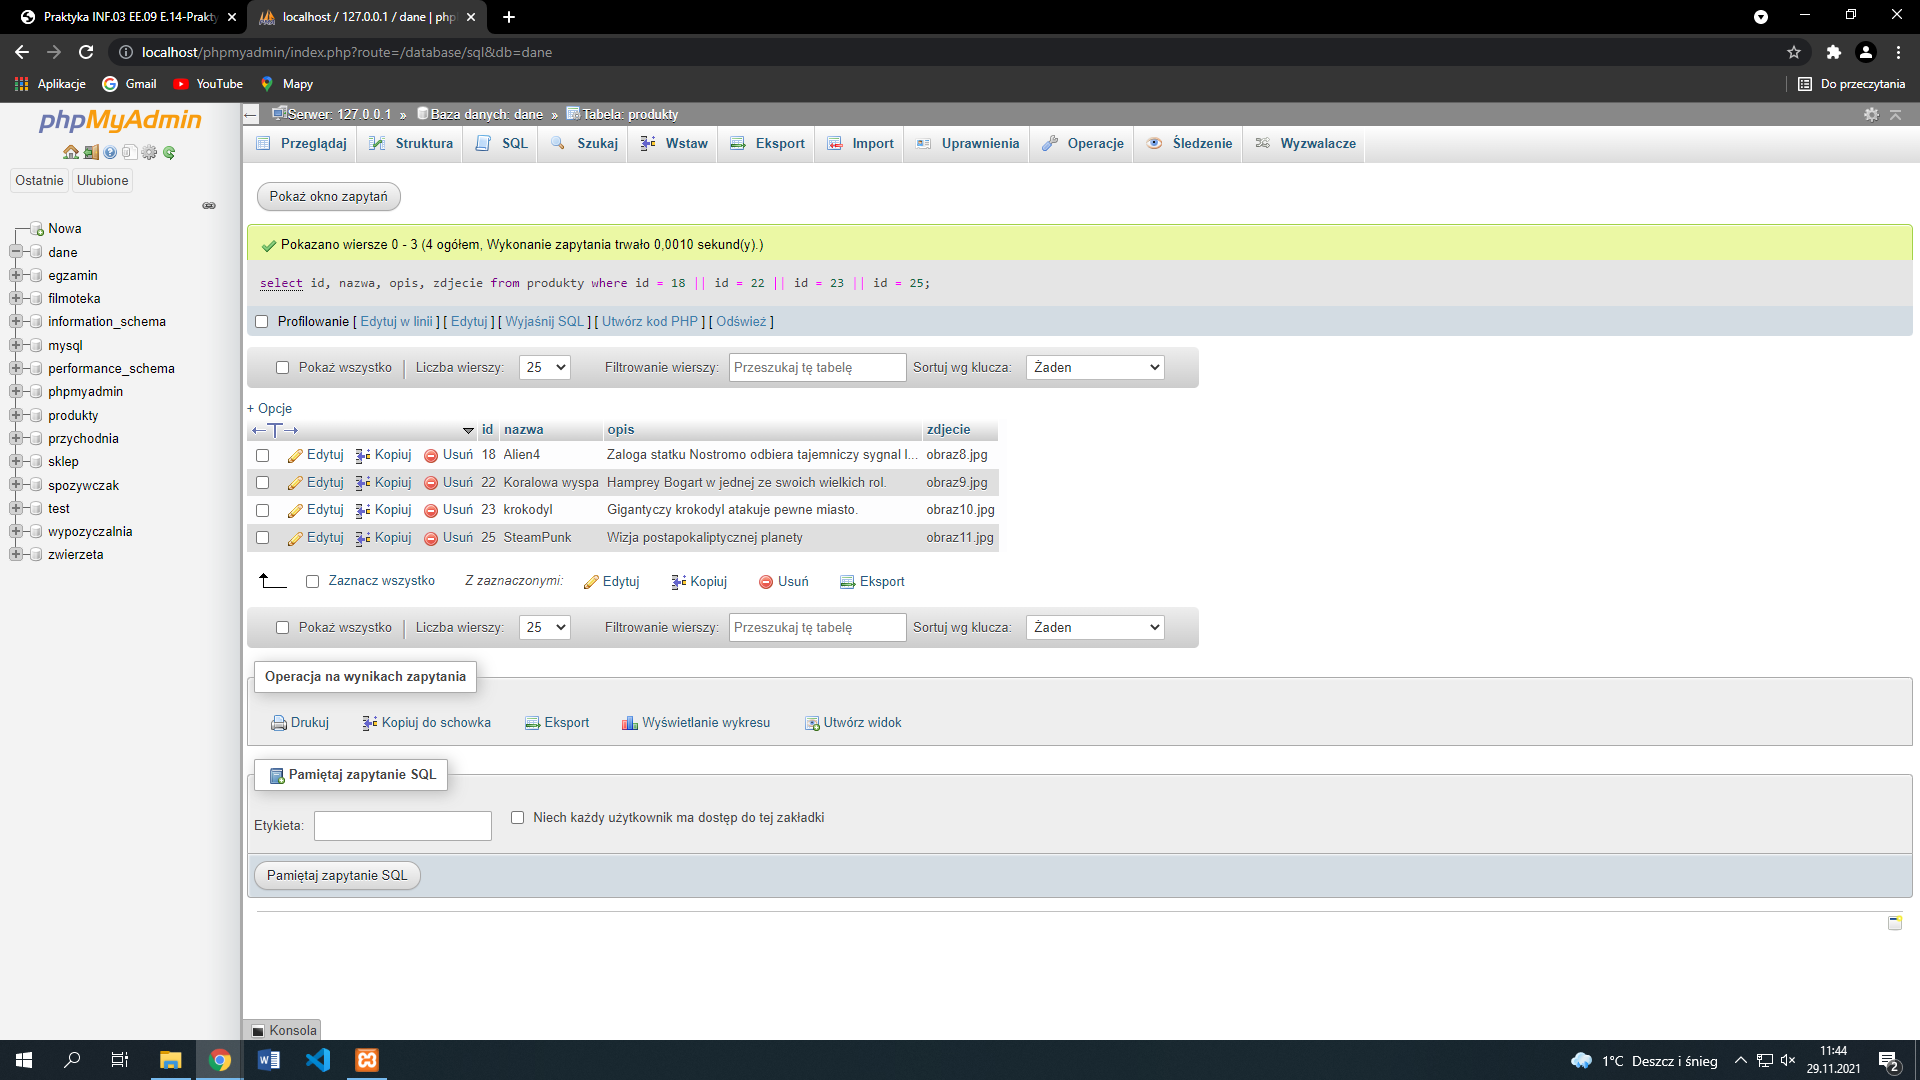 Praktyka INF.03 EE.09 E.14-Prakty
localhost / 127.0.0.1 / dane | php
localhost/phpmyadmin/index.php?route=/database/sql&db=dane
Aplikacje Gmail YouTube Mapy Do przeczytania
phpMyAdmin
Ostatnie Ulubione
Nowa
dane
egzamin
filmoteka
information_schema
mysql
performance_schema
phpmyadmin
produkty
przychodnia
sklep
spozywczak
test
wypozyczalnia
zwierzeta
Serwer: 127.0.0.1 » Baza danych: dane » Tabela: produkty
Przeglądaj Struktura SQL Szukaj Wstaw Eksport Import Uprawnienia Operacje Śledzenie Wyzwalacze
Pokaż okno zapytań
Pokazano wiersze 0 - 3 (4 ogółem, Wykonanie zapytania trwało 0,0010 sekund(y).)
select id, nazwa, opis, zdjecie from produkty where id = 18 || id = 22 || id = 23 || id = 25;
Profilowanie [ Edytuj w linii ] [ Edytuj ] [ Wyjaśnij SQL ] [ Utwórz kod PHP ] [ Odśwież ]
Pokaż wszystko | Liczba wierszy: 25 Filtrowanie wierszy: Przeszukaj tę tabelę Sortuj wg klucza: Żaden
+ Opcje
←T→ id nazwa opis zdjecie
Edytuj Kopiuj Usuń 18 Alien4 Zaloga statku Nostromo odbiera tajemniczy sygnal l... obraz8.jpg
Edytuj Kopiuj Usuń 22 Koralowa wyspa Hamprey Bogart w jednej ze swoich wielkich rol. obraz9.jpg
Edytuj Kopiuj Usuń 23 krokodyl Gigantyczy krokodyl atakuje pewne miasto. obraz10.jpg
Edytuj Kopiuj Usuń 25 SteamPunk Wizja postapokaliptycznej planety obraz11.jpg
Zaznacz wszystko Z zaznaczonymi: Edytuj Kopiuj Usuń Eksport
Pokaż wszystko | Liczba wierszy: 25 Filtrowanie wierszy: Przeszukaj tę tabelę Sortuj wg klucza: Żaden
Operacja na wynikach zapytania
Drukuj Kopiuj do schowka Eksport Wyświetlanie wykresu Utwórz widok
Pamiętaj zapytanie SQL
Etykieta: Niech każdy użytkownik ma dostęp do tej zakładki
Pamiętaj zapytanie SQL
Konsola
1°C Deszcz i śnieg
11:44
29.11.2021
2